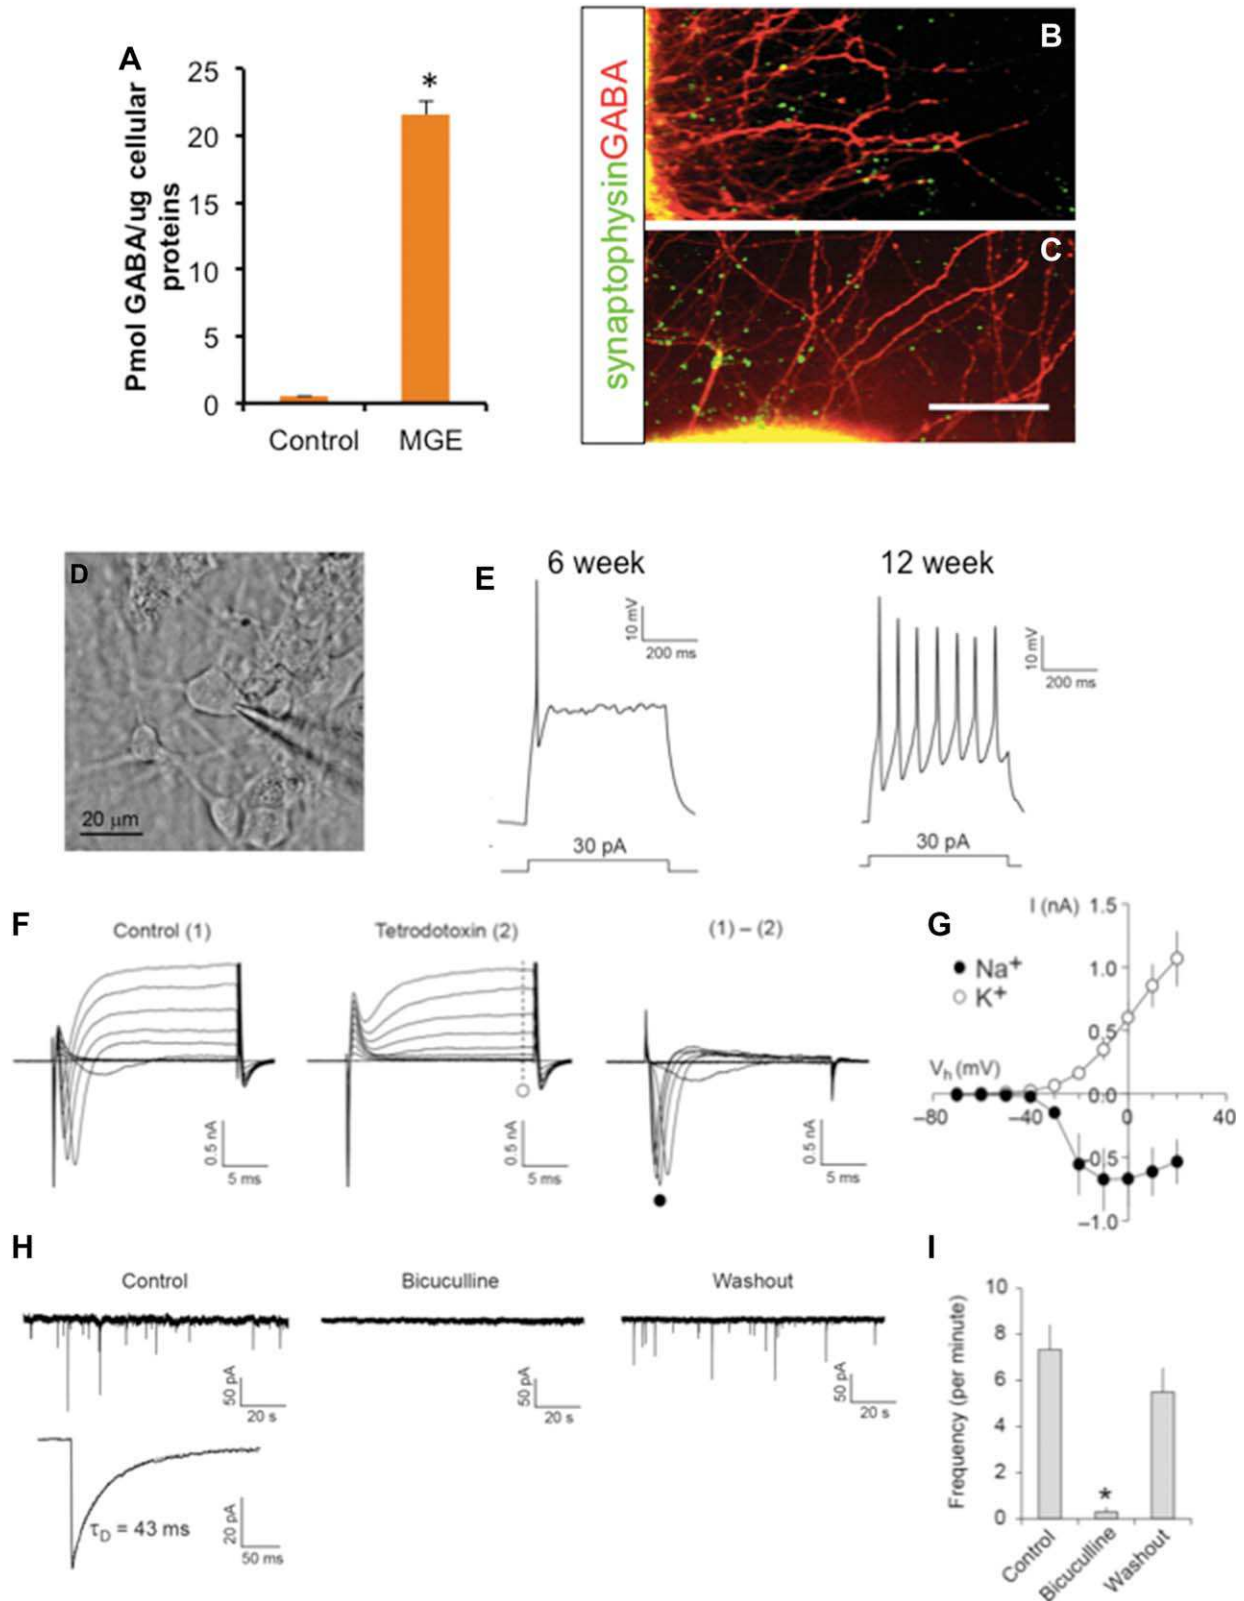 A
25
20
15
10
5
0
Pmol GABA/ug cellular
proteins
*
Control
MGE
synaptophysinGABA
B
C
D
20 µm
E
6 week
10 mV
200 ms
30 pA
12 week
10 mV
200 ms
30 pA
F
Control (1)
0.5 nA
5 ms
Tetrodotoxin (2)
0.5 nA
5 ms
(1) – (2)
0.5 nA
5 ms
G
I (nA)
1.5
1.0
0.5
0.0
–0.5
–1.0
Na+
K+
Vh (mV)
–80
–40
0
40
H
Control
50 pA
20 s
Bicuculline
50 pA
20 s
Washout
50 pA
20 s
τD = 43 ms
20 pA
50 ms
I
10
8
6
4
2
0
Frequency (per minute)
*
Control
Bicuculline
Washout